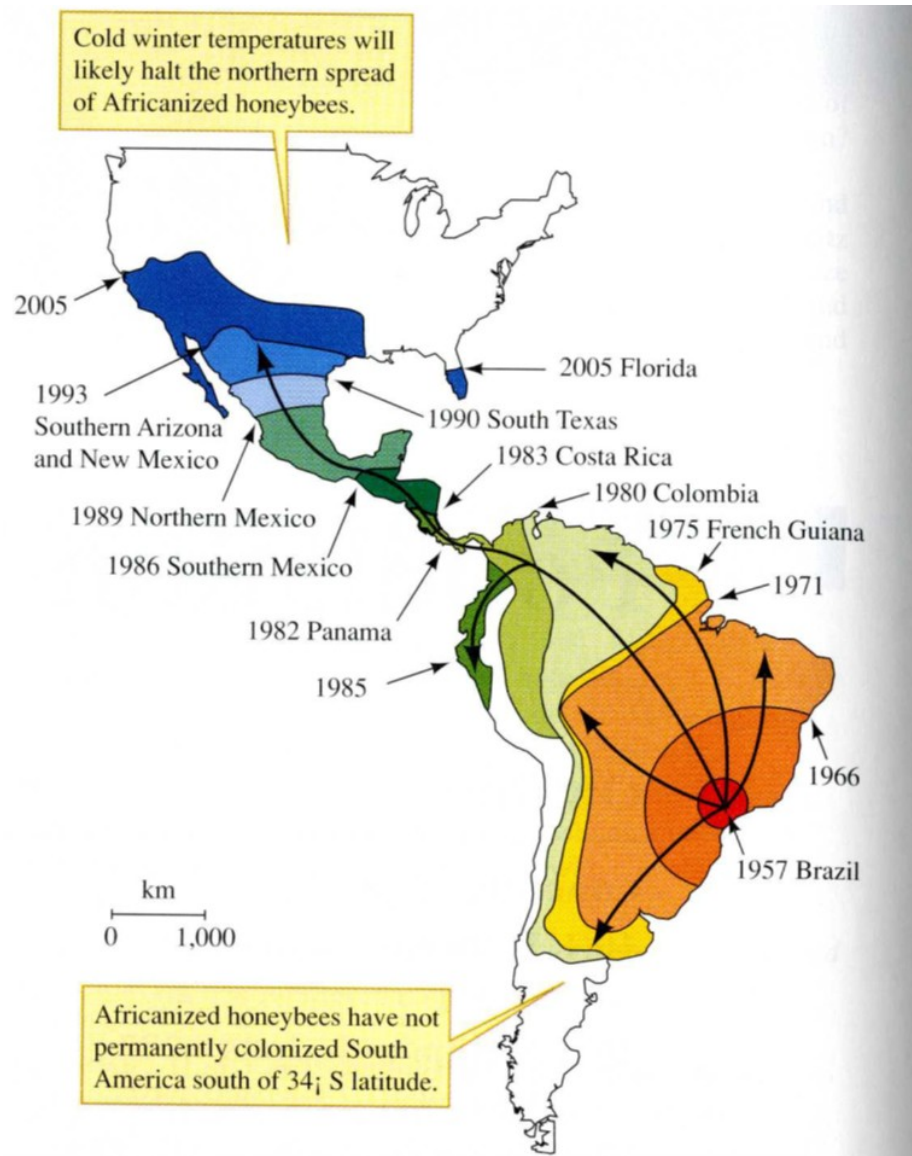 Cold winter temperatures will
likely halt the northern spread
of Africanized honeybees.
2005
2005 Florida
1993
Southern Arizona
and New Mexico
1990 South Texas
1983 Costa Rica
1989 Northern Mexico
1980 Colombia
1975 French Guiana
1986 Southern Mexico
1971
1982 Panama
1985
1966
1957 Brazil
km
0 1,000
Africanized honeybees have not
permanently colonized South
America south of 34¡ S latitude.